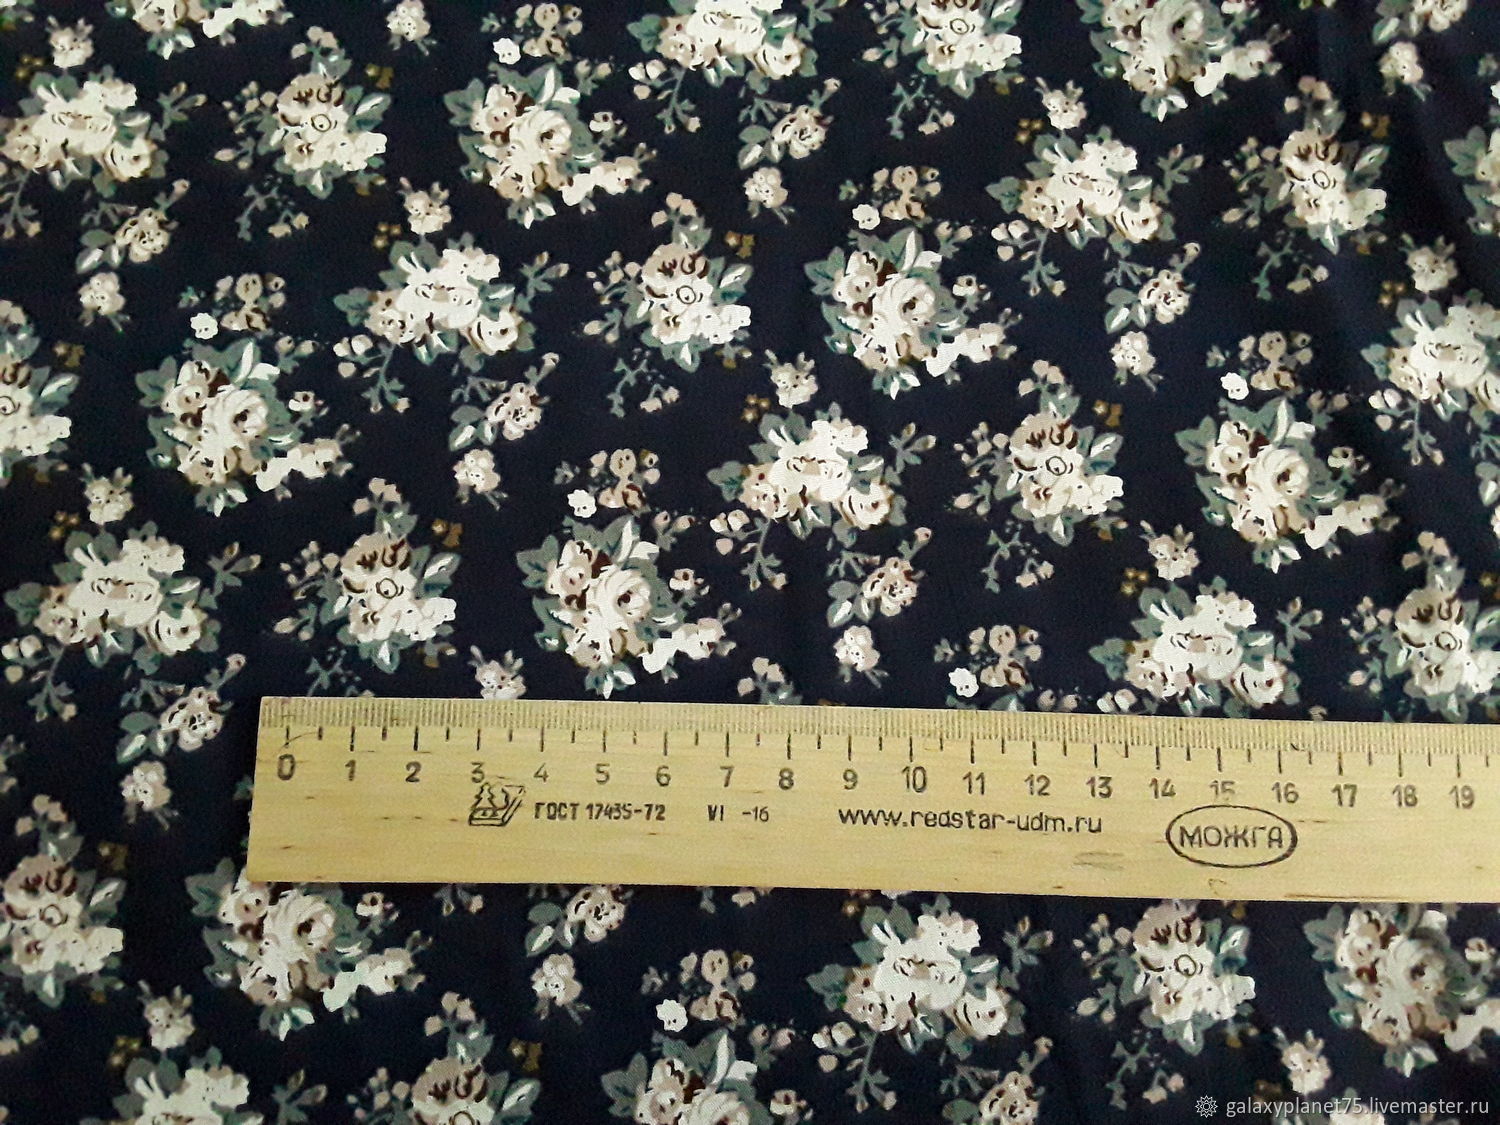 0 1 2 3 4 5 6 7 8 9 10 11 12 13 14 15 16 17 18 19
ГОСТ 17435-72 VI -16 www.redstar-udm.ru МОЖГА
galaxyplanet75.livemaster.ru